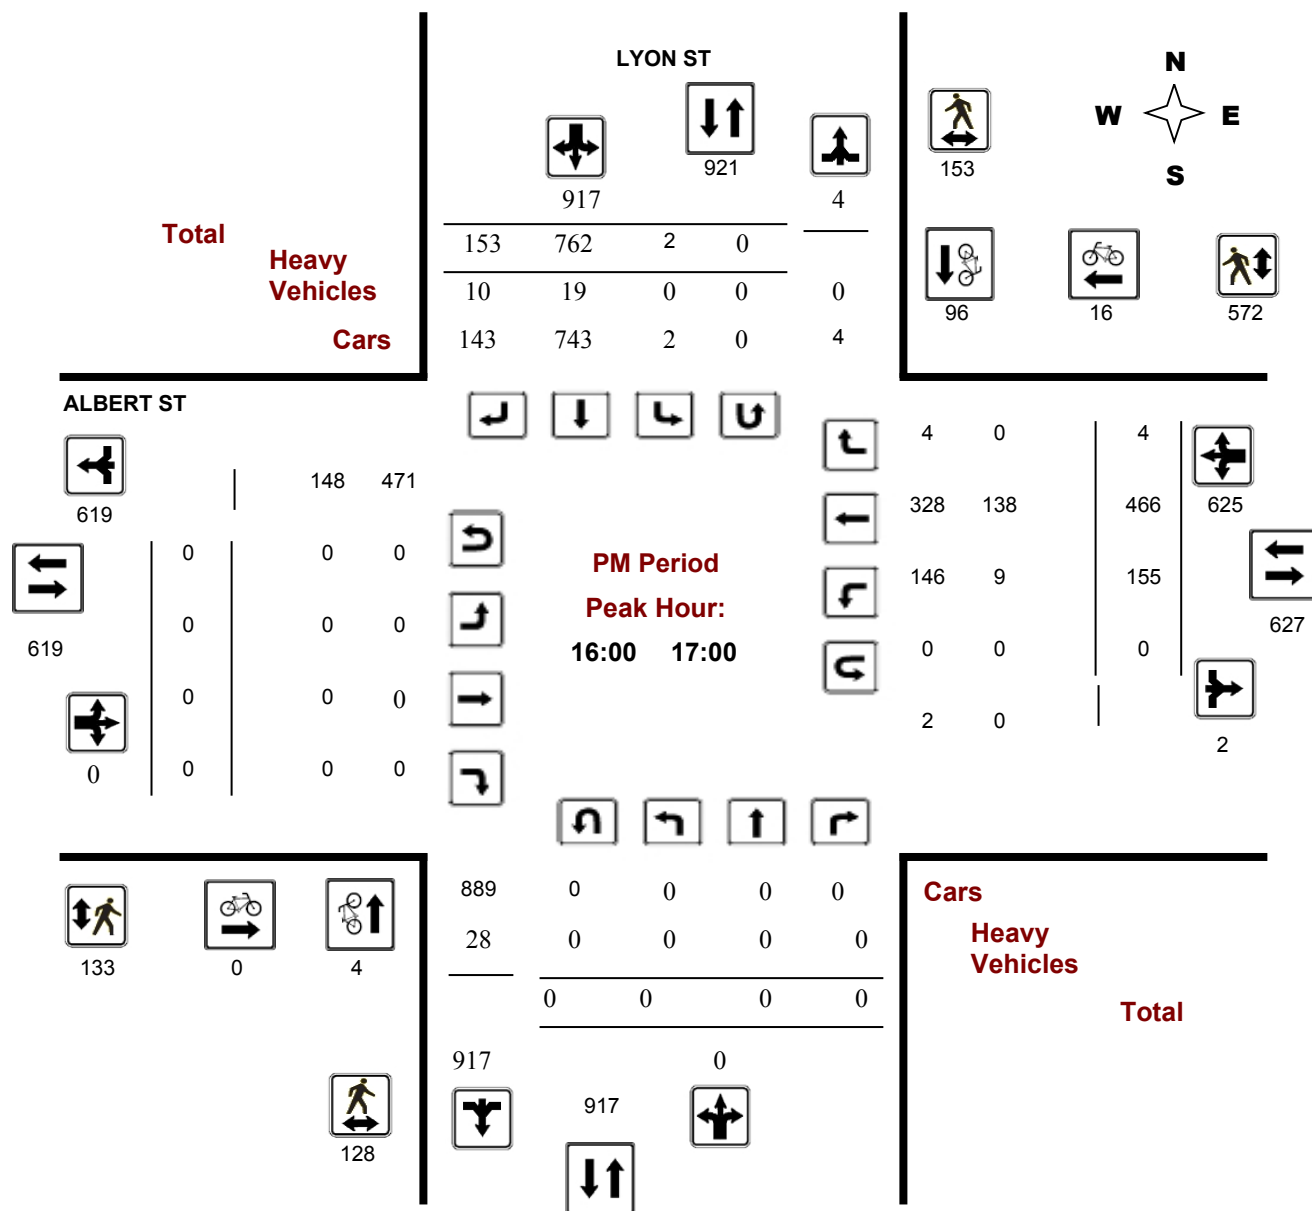 LYON ST
N
W E
S
921
153
917 4
Total 153 762 2 0
Heavy
Vehicles 10 19 0 0 0
96 16 572
Cars 143 743 2 0 4
ALBERT ST
4 0 4
148 471
619
328 138 466 625
0 0 0
PM Period
146 9 155
Peak Hour:
0 0 0
627
619
16:00 17:00
0 0 0
0 0 0
2 0
2
0
0 0 0
889 0 0 0 0
Cars
28 0 0 0 0
Heavy
Vehicles
133 0 4
0 0 0 0
Total
917 0
917
128